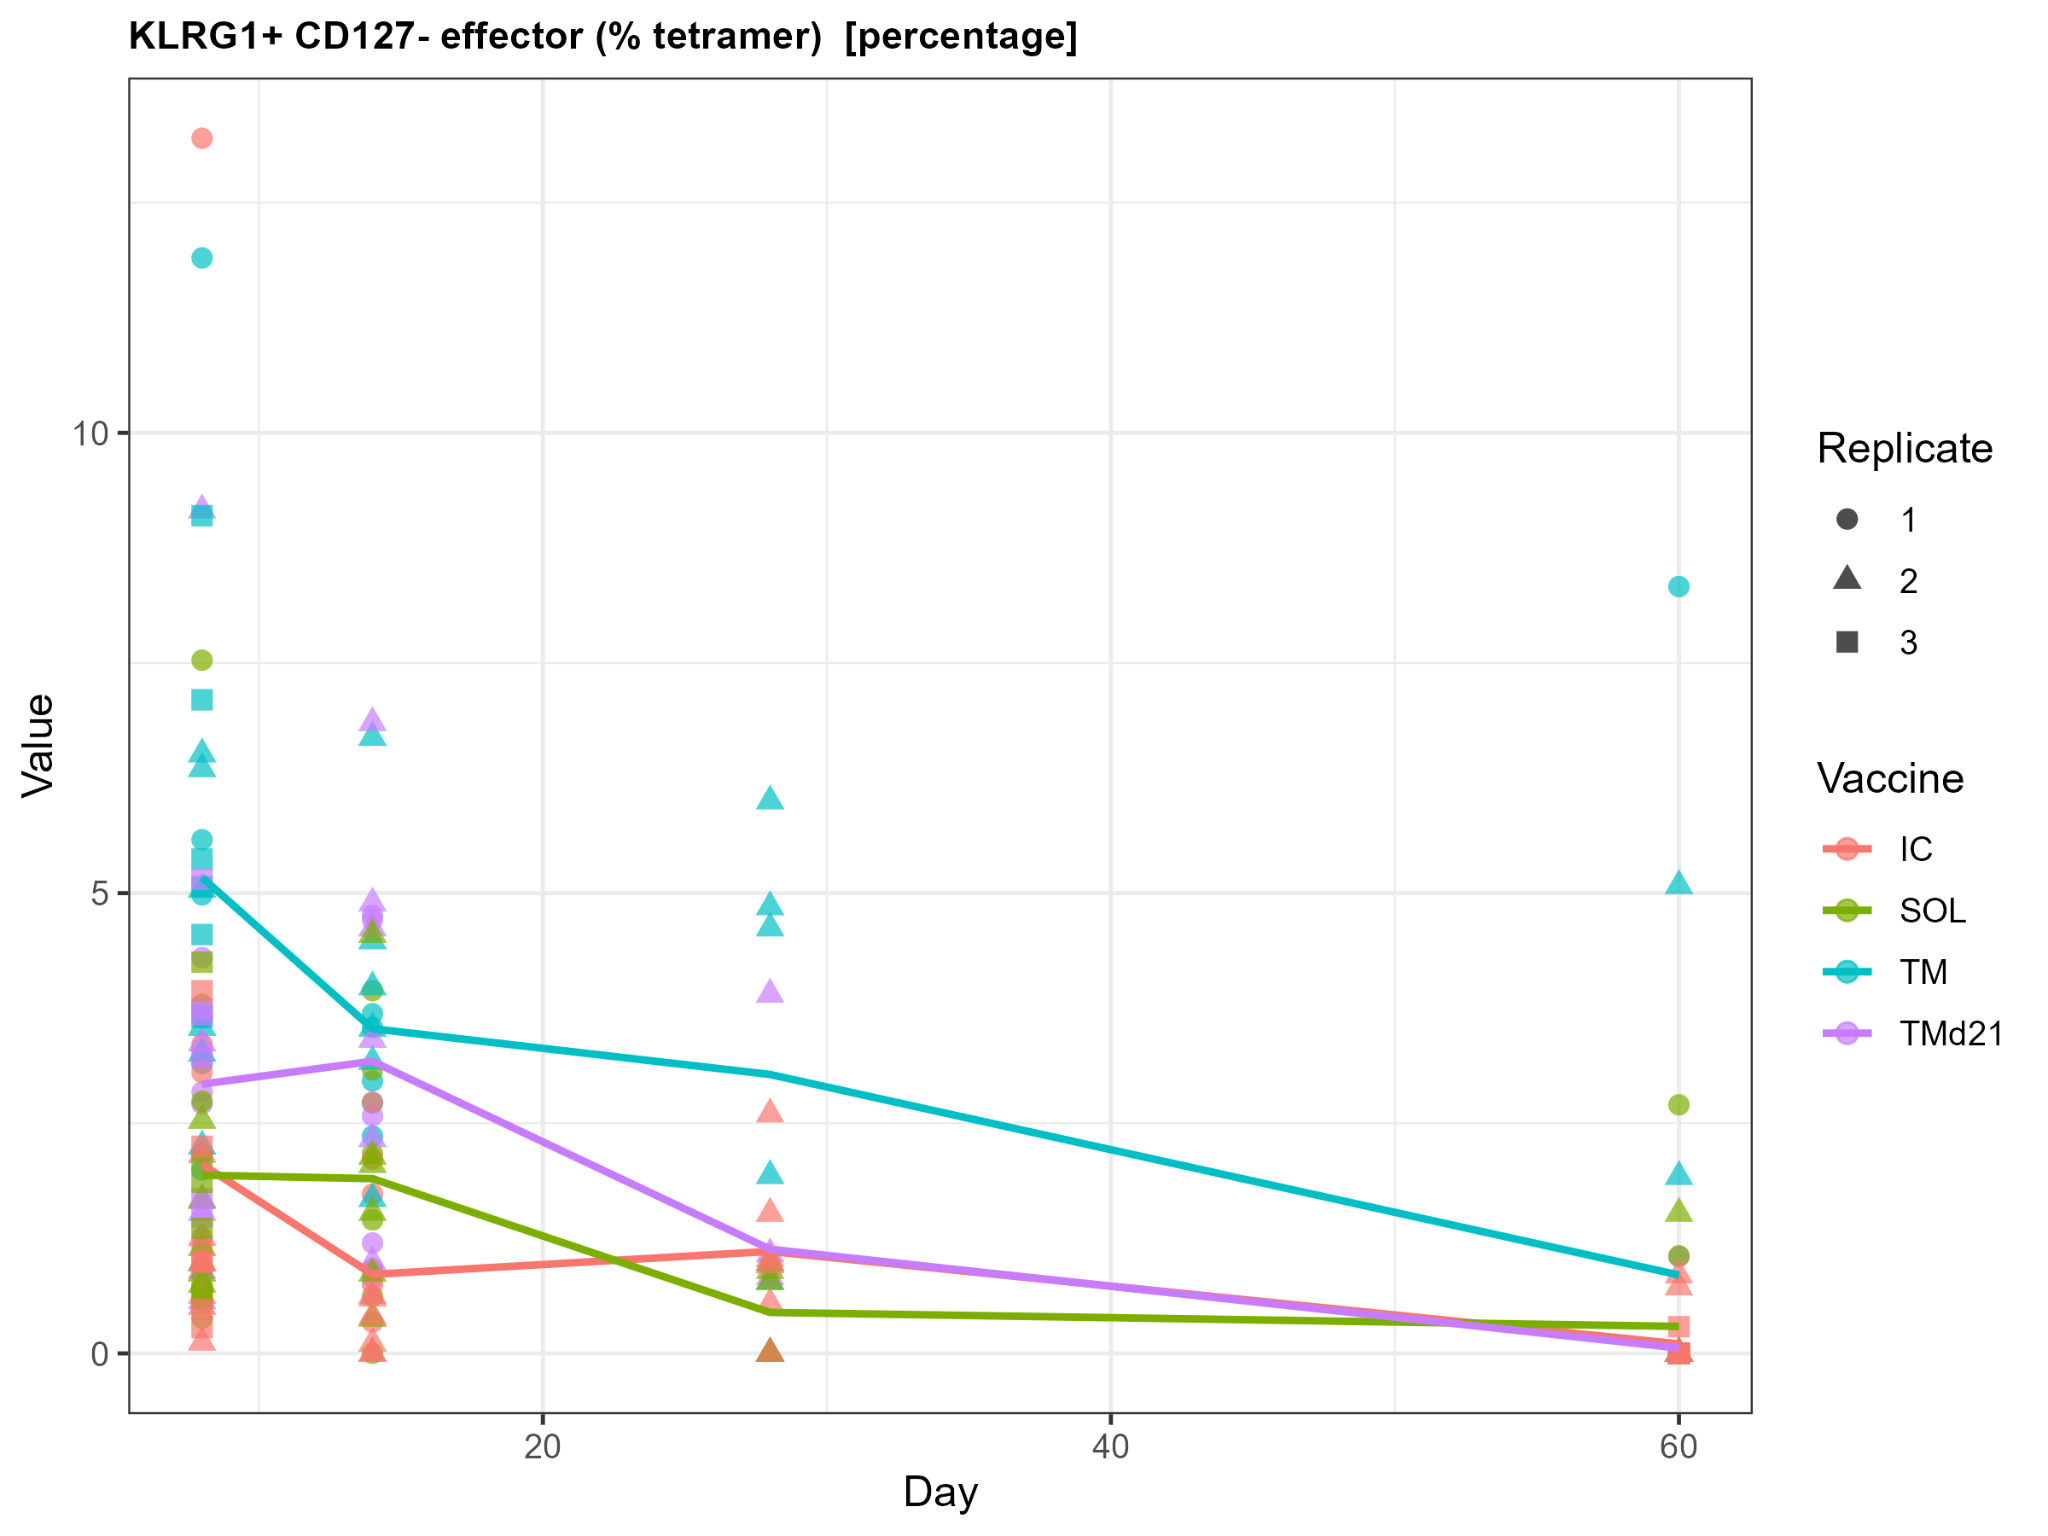 KLRG1+ CD127- effector (% tetramer)  [percentage]
Value
10
5
0
20
40
60
Day
Replicate
1
2
3
Vaccine
IC
SOL
TM
TMd21